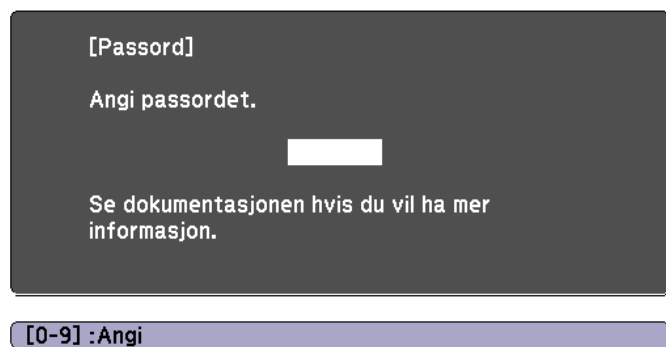 [Passord]
Angi passordet.
Se dokumentasjonen hvis du vil ha mer
informasjon.
[0-9] :Angi